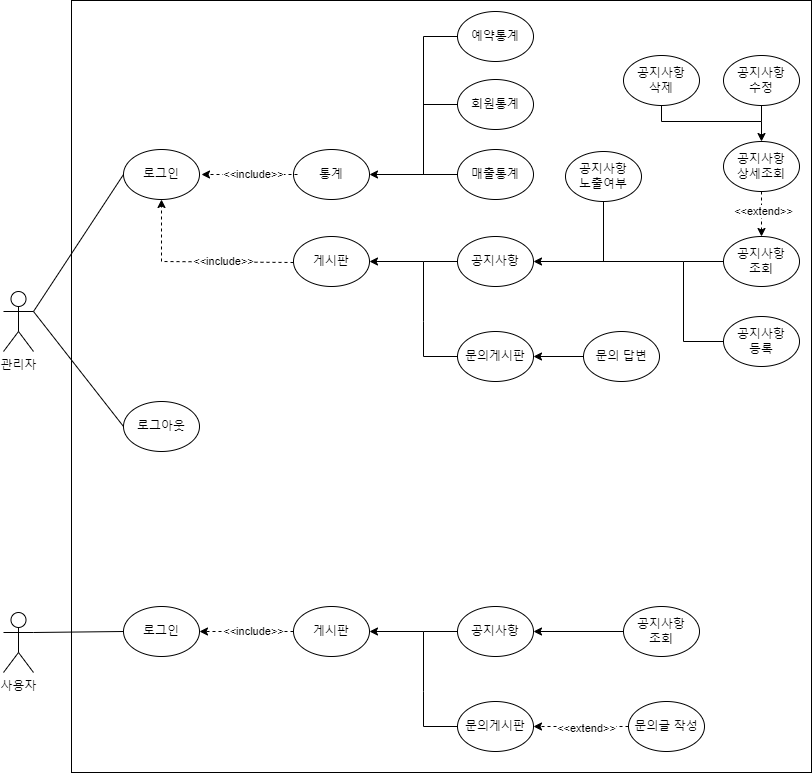 예약통계
공지사항
삭제
공지사항
수정
회원통계
로그인
<<include>>
통계
매출통계
공지사항
노출여부
공지사항
상세조회
<<extend>>
<<include>>
게시판
공지사항
공지사항
조회
관리자
문의게시판
문의 답변
공지사항
등록
로그아웃
사용자
로그인
<<include>>
게시판
공지사항
공지사항
조회
문의게시판
<<extend>>
문의글 작성